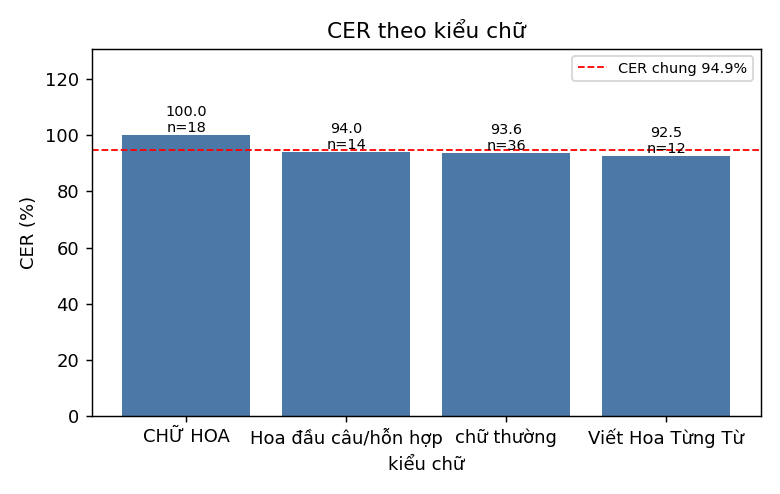 CER theo kiểu chữ
CER chung 94.9%
CER (%)
120
100
80
60
40
20
0
100.0
n=18
94.0
n=14
93.6
n=36
92.5
n=12
CHỮ HOA
Hoa đầu câu/hỗn hợp
chữ thường
Viết Hoa Từng Từ
kiểu chữ